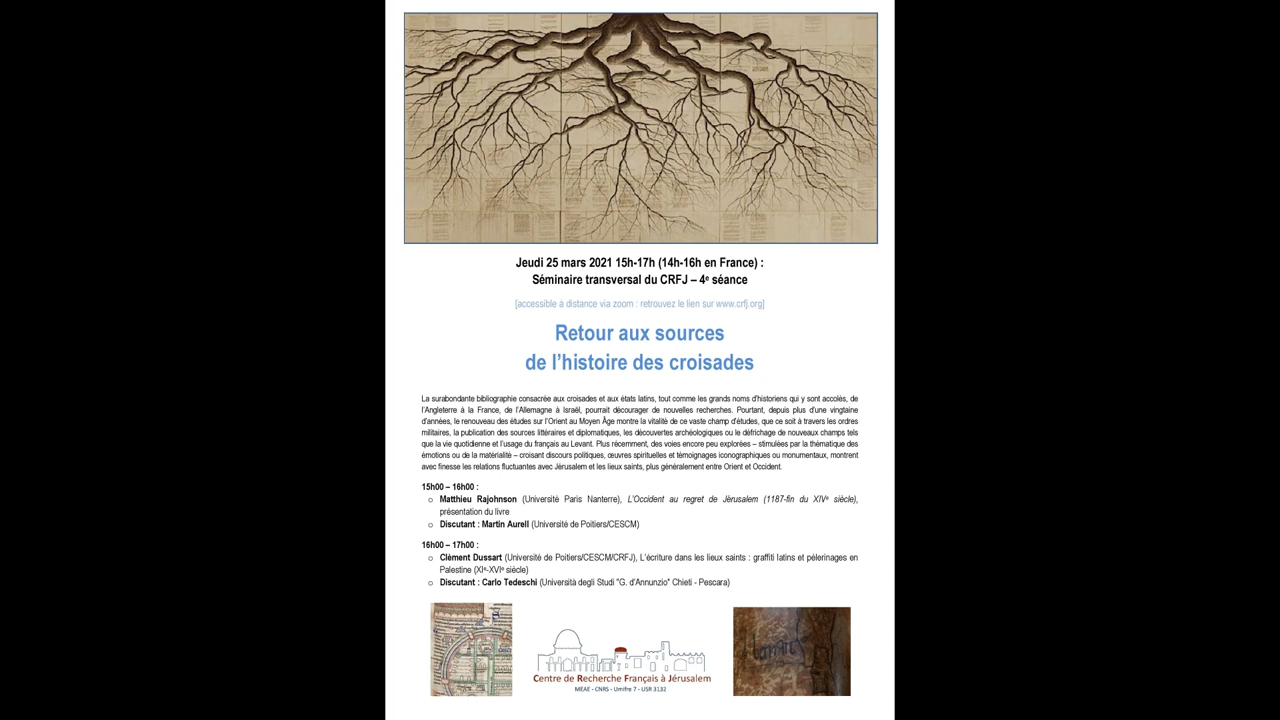 Jeudi 25 mars 2021 15h-17h (14h-16h en France) :
Séminaire transversal du CRFJ – 4e séance
[accessible à distance via zoom : retrouvez le lien sur www.crfj.org]
Retour aux sources
de l'histoire des croisades
La surabondante bibliographie consacrée aux croisades et aux états latins, tout comme les grands noms d'historiens qui y sont accolés, de
l'Angleterre à la France, de l'Allemagne à Israël, pourrait décourager de nouvelles recherches. Pourtant, depuis plus d'une vingtaine
d'années, le renouveau des études sur l'Orient au Moyen Âge montre la vitalité de ce vaste champ d'études, que ce soit à travers les ordres
militaires, la publication des sources littéraires et diplomatiques, les découvertes archéologiques ou le défrichage de nouveaux champs tels
que la vie quotidienne et l'usage du français au Levant. Plus récemment, des voies encore peu explorées – stimulées par la thématique des
émotions ou de la matérialité – croisant discours politiques, œuvres spirituelles et témoignages iconographiques ou monumentaux, montrent
avec finesse les relations fluctuantes avec Jérusalem et les lieux saints, plus généralement entre Orient et Occident.
15h00 – 16h00 :
o Matthieu Rajohnson (Université Paris Nanterre), L'Occident au regret de Jérusalem (1187-fin du XIVe siècle),
présentation du livre
o Discutant : Martin Aurell (Université de Poitiers/CESCM)
16h00 – 17h00 :
o Clément Dussart (Université de Poitiers/CESCM/CRFJ), L'écriture dans les lieux saints : graffiti latins et pèlerinages en
Palestine (XIe-XVIe siècle)
o Discutant : Carlo Tedeschi (Università degli Studi "G. d'Annunzio" Chieti - Pescara)
Centre de Recherche Français à Jérusalem
MEAE - CNRS - Umifre 7 - USR 3132